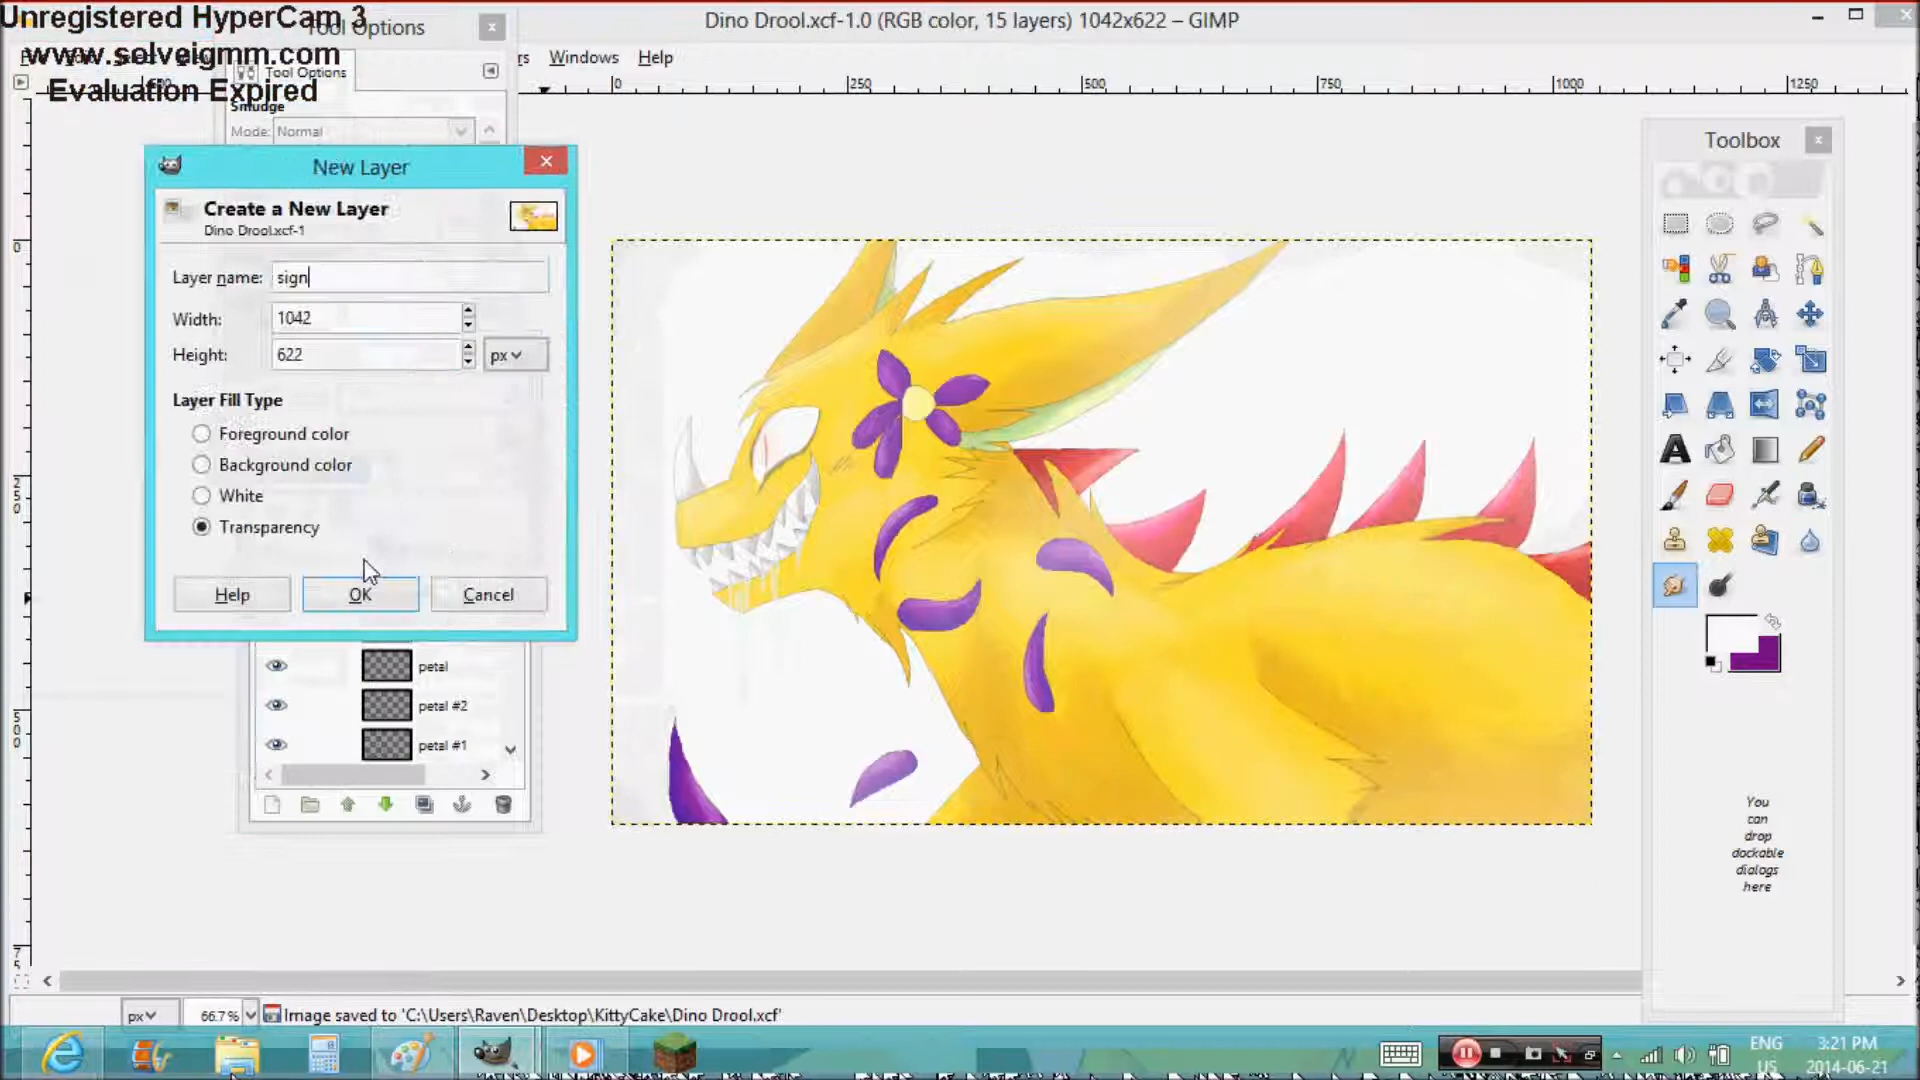 Unregistered HyperCam 3
www.solveigmm.com
Evaluation Expired
Tool Options
Dino Drool.xcf-1.0 (RGB color, 15 layers) 1042x622 – GIMP
Windows
Help
Tool Options
Smudge
Mode: Normal
0
250
500
750
1000
1250
New Layer
Create a New Layer
Dino Drool.xcf-1
Layer name: sign
Width: 1042
Height: 622
px
Layer Fill Type
Foreground color
Background color
White
Transparency
Help
OK
Cancel
petal
petal #2
petal #1
Toolbox
You
can
drop
dockable
dialogs
here
0
250
500
75
px
66.7%
Image saved to 'C:\Users\Raven\Desktop\KittyCake\Dino Drool.xcf'
ENG
US
3:21 PM
2014-06-21